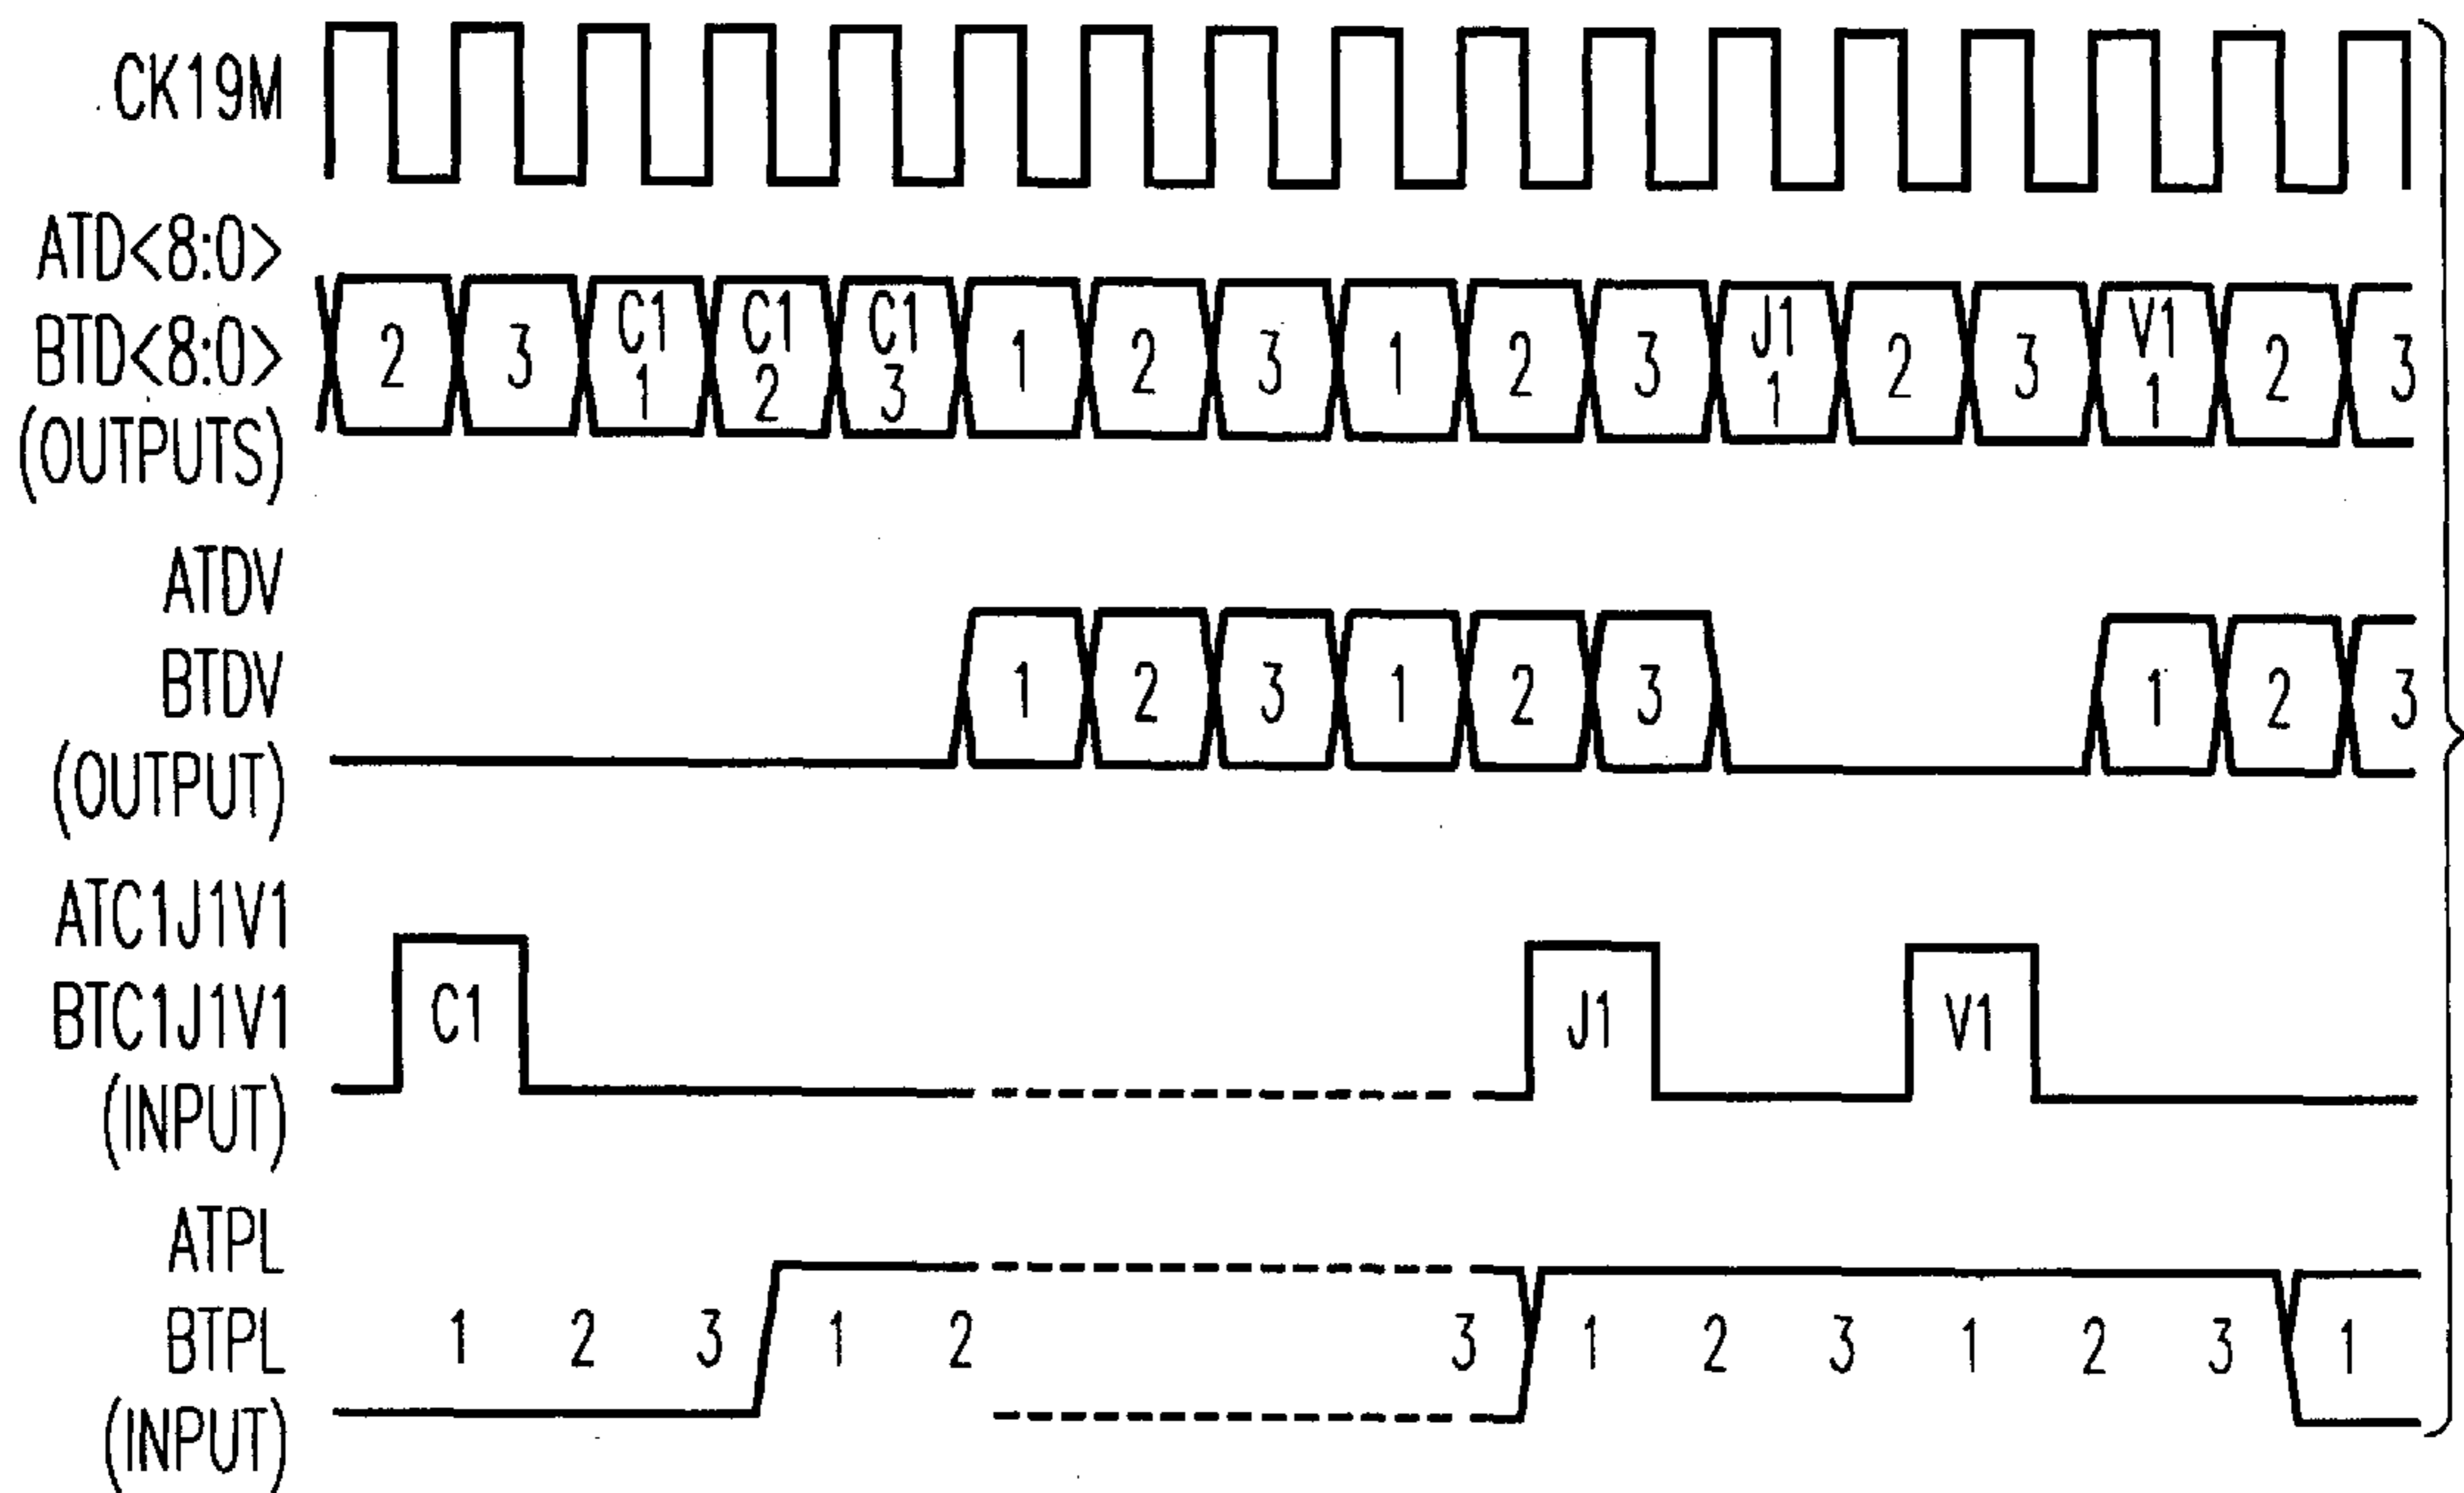 CK19M
ATD<8:0>
BTD<8:0>
(OUTPUTS)
2 3 C1 1 C1 2 C1 3 1 2 3 1 2 3 J1 1 2 3 V1 1 2 3
ATDV
BTDV
(OUTPUT)
1 2 3 1 2 3 1 2 3
ATC1J1V1
BTC1J1V1
(INPUT)
C1 J1 V1
ATPL
BTPL
(INPUT)
1 2 3 1 2 3 1 2 3 1 2 3 1